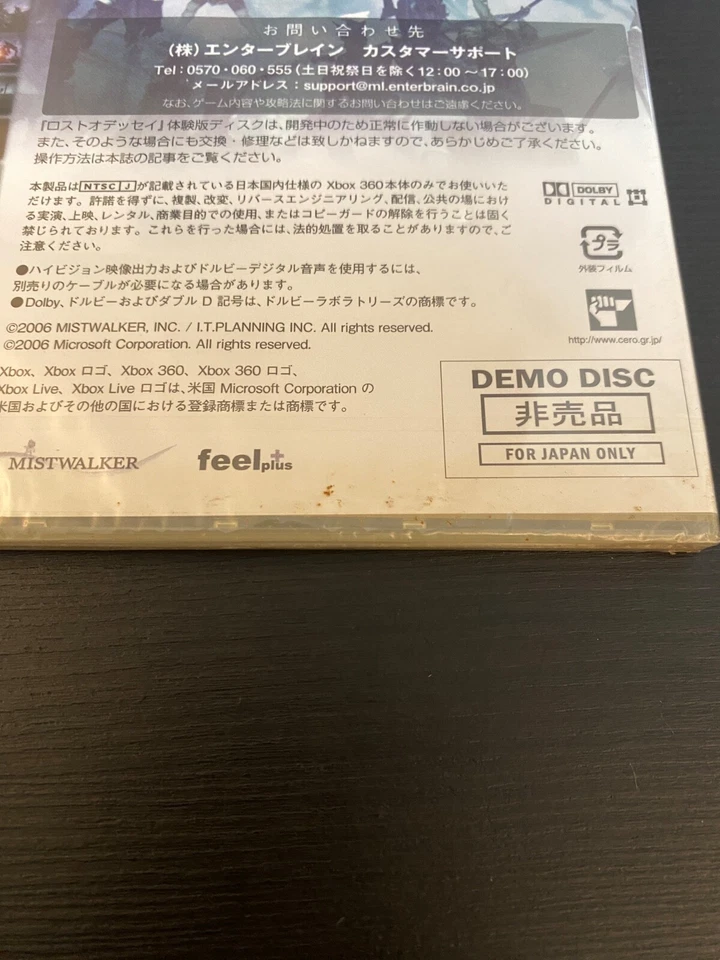 お問い合わせ先
(株)エンターブレイン カスタマーサポート
Tel：0570・060・555（土日祝祭日を除く12：00～17：00）
メールアドレス：support@ml.enterbrain.co.jp
なお、ゲーム内容や攻略法に関するお問い合わせはご遠慮ください。
『ロストオデッセイ』体験版ディスクは、開発中のため正常に作動しない場合がございます。
また、そのような場合にも交換・修理などは致しかねますので、あらかじめご了承ください。
操作方法は本誌の記事をご覧ください。
本製品は NTSC J が記載されている日本国内仕様の Xbox 360本体のみでお使いいた
だけます。許諾を得ずに、複製、改変、リバースエンジニアリング、配信、公共の場におけ
る実演、上映、レンタル、商業目的での使用、またはコピーガードの解除を行うことは固く
禁じられております。これらを行った場合には、法的処置を取ることがありますので、ご
注意ください。
●ハイビジョン映像出力およびドルビーデジタル音声を使用するには、
別売りのケーブルが必要になる場合があります。
●Dolby、ドルビーおよびダブル D 記号は、ドルビーラボラトリーズの商標です。
©2006 MISTWALKER, INC. / I.T.PLANNING INC. All rights reserved.
©2006 Microsoft Corporation. All rights reserved.
Xbox、Xbox ロゴ、Xbox 360、Xbox 360 ロゴ、
Xbox Live、Xbox Live ロゴは、米国 Microsoft Corporation の
米国およびその他の国における登録商標または商標です。
DOLBY
DIGITAL
プラ
外装フィルム
http://www.cero.gr.jp/
MISTWALKER
feelplus
DEMO DISC
非売品
FOR JAPAN ONLY